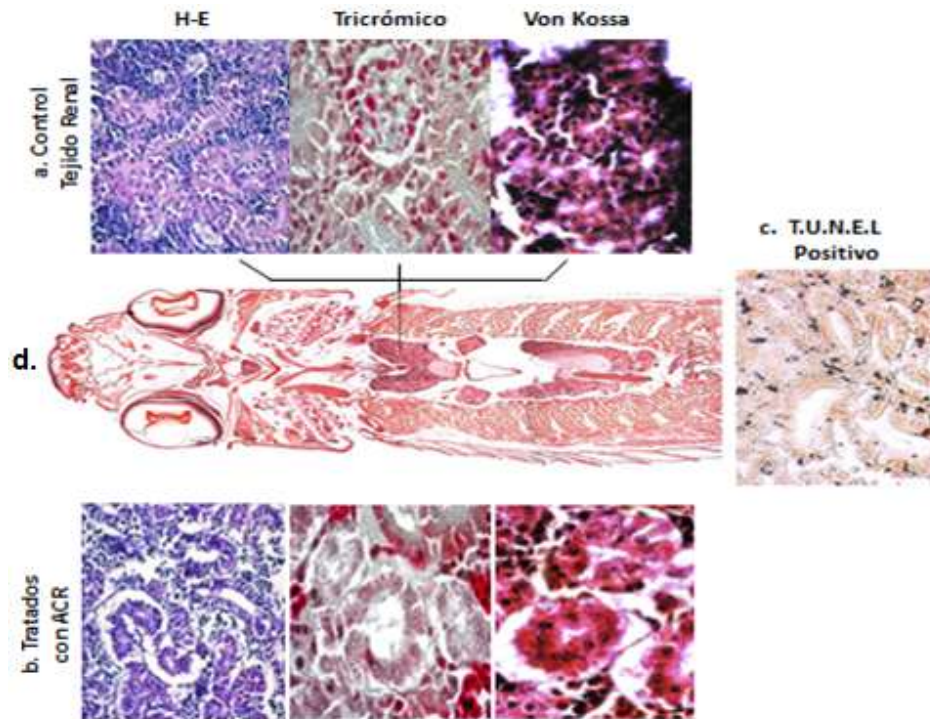 H-E
Tricrómico
Von Kossa
a. Control
Tejido Renal
c. T.U.N.E.L
Positivo
d.
b. Tratados
con ACR